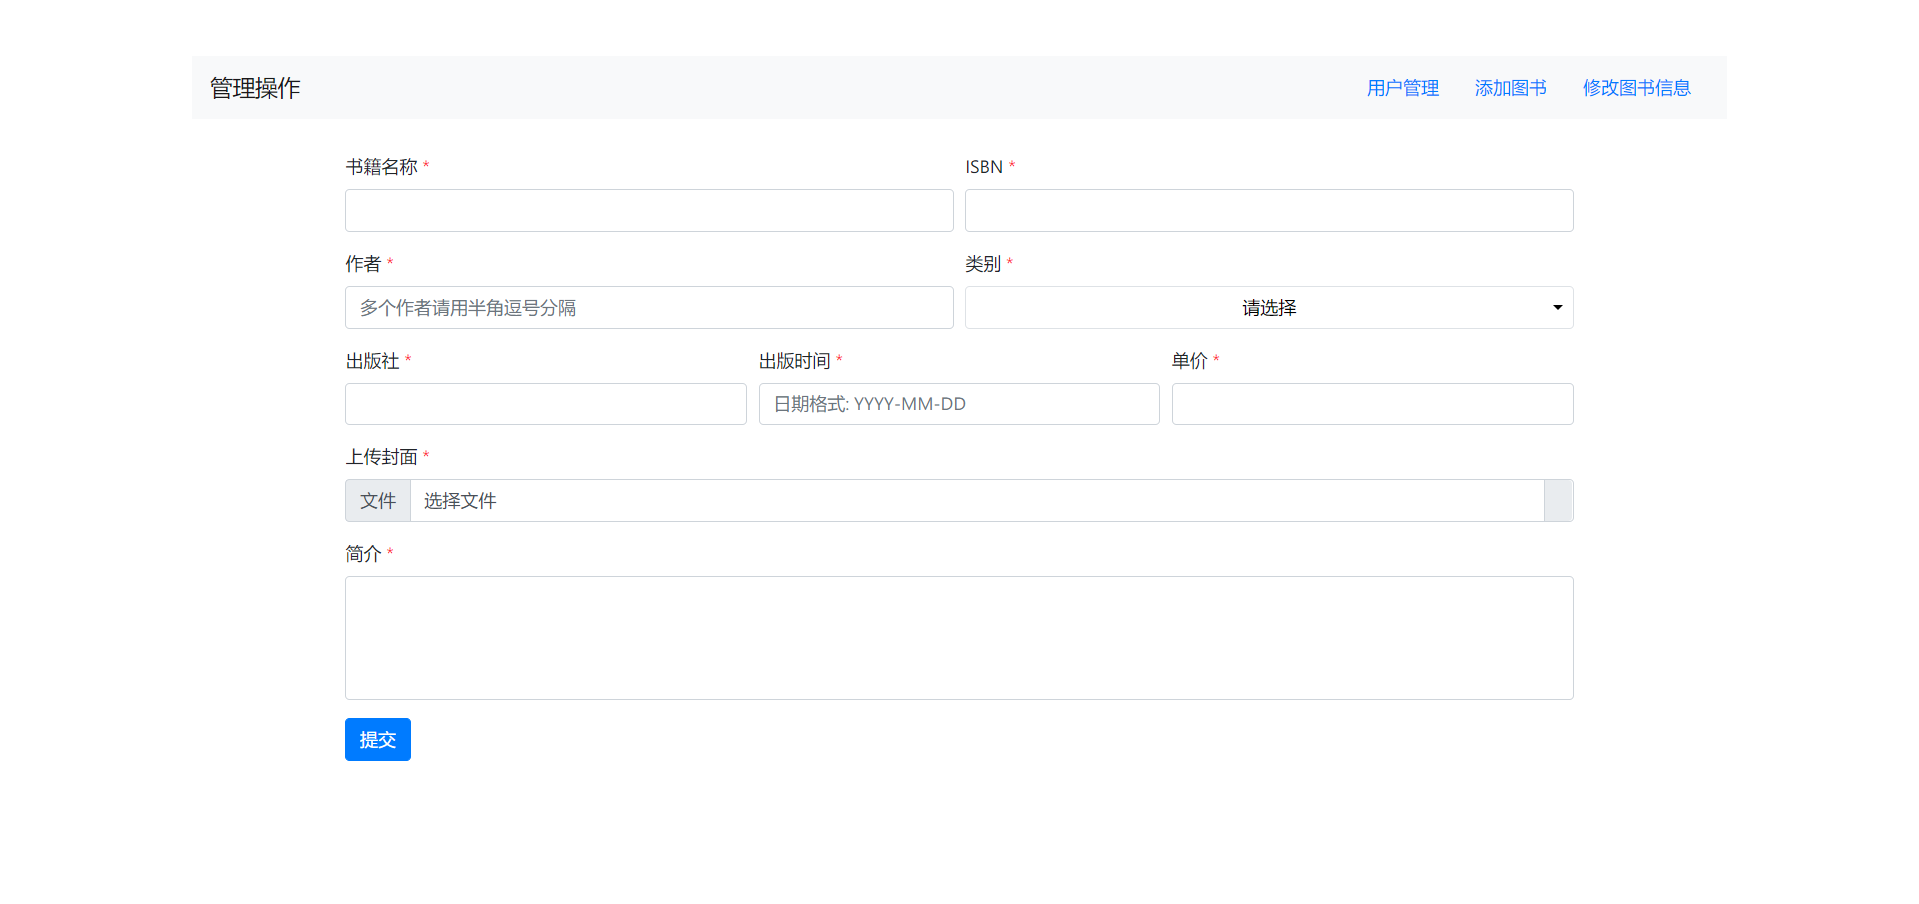 管理操作 用户管理 添加图书 修改图书信息
书籍名称 * ISBN *
作者 * 类别 *
多个作者请用半角逗号分隔 请选择
出版社 * 出版时间 * 单价 *
日期格式: YYYY-MM-DD
上传封面 *
文件 选择文件
简介 *
提交